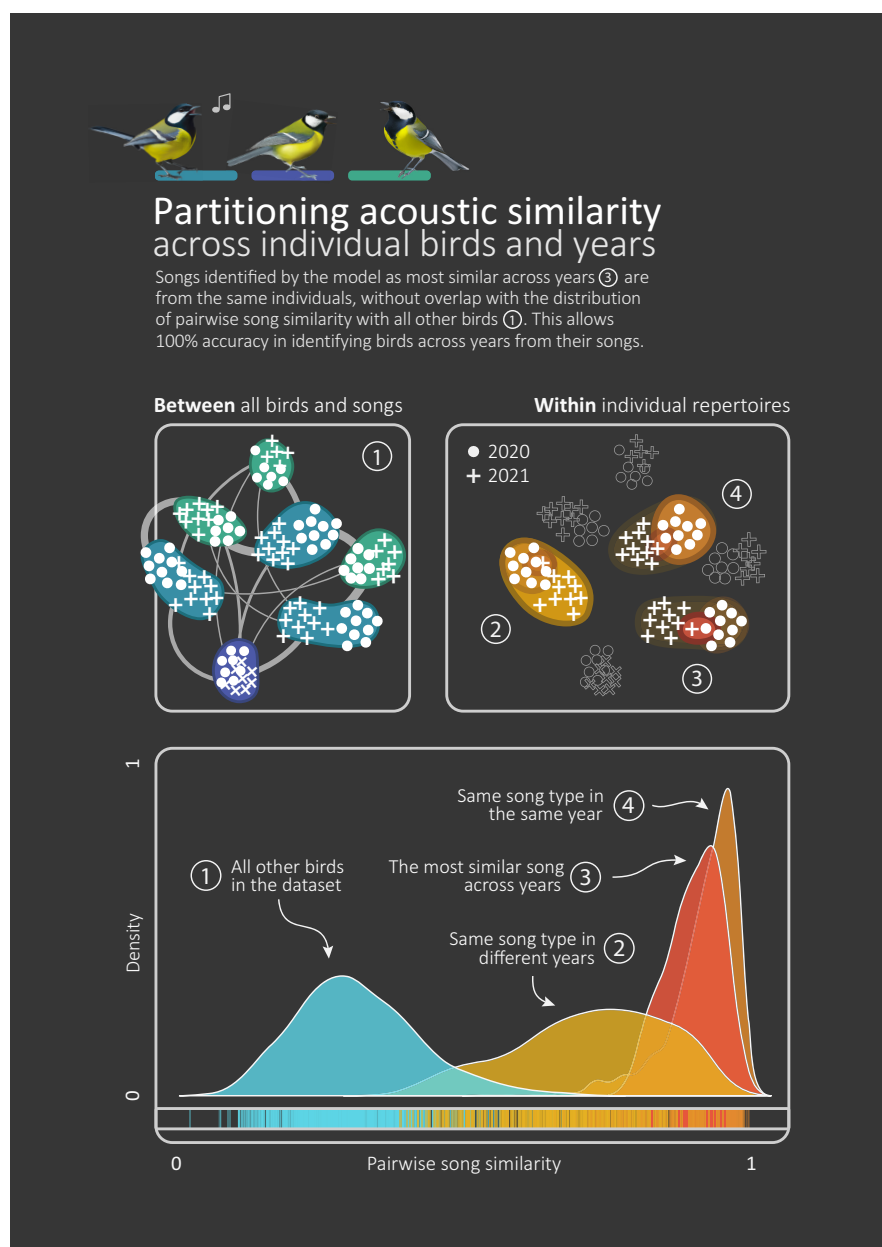 Partitioning acoustic similarity
across individual birds and years
Songs identified by the model as most similar across years ③ are
from the same individuals, without overlap with the distribution
of pairwise song similarity with all other birds ①. This allows
100% accuracy in identifying birds across years from their songs.
Between all birds and songs
①
Within individual repertoires
2020
2021
④
②
③
1
Density
0
Same song type in
the same year ④
① All other birds
in the dataset
The most similar song
across years ③
Same song type in
different years ②
0
Pairwise song similarity
1